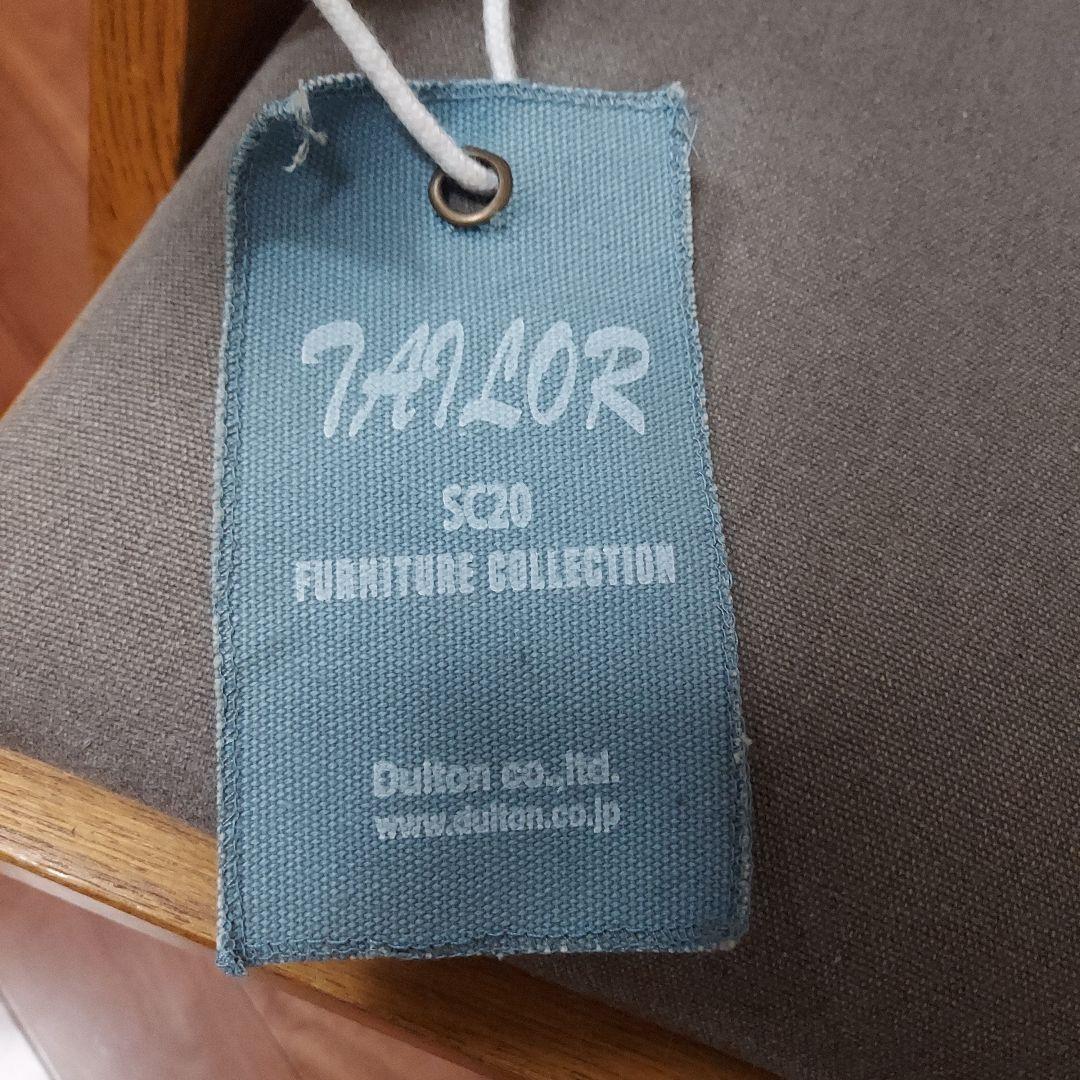 TAILOR
SC20
FURNITURE COLLECTION
Dulton co.,ltd.
www.dulton.co.jp